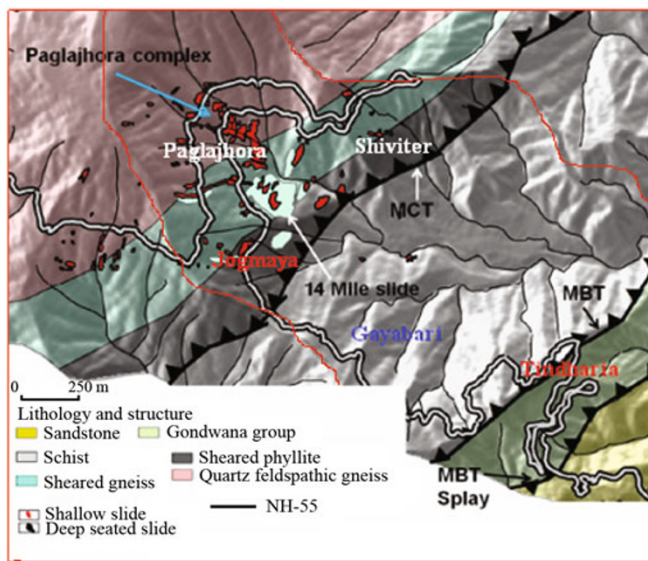 Paglajhora complex
Paglajhora
Shiviter
MCT
Jogmaya
14 Mile slide
MBT
Gayabari
Tindharia
0 250 m
MBT
Splay
Lithology and structure
Sandstone
Gondwana group
Schist
Sheared phyllite
Sheared gneiss
Quartz feldspathic gneiss
Shallow slide
NH-55
Deep seated slide